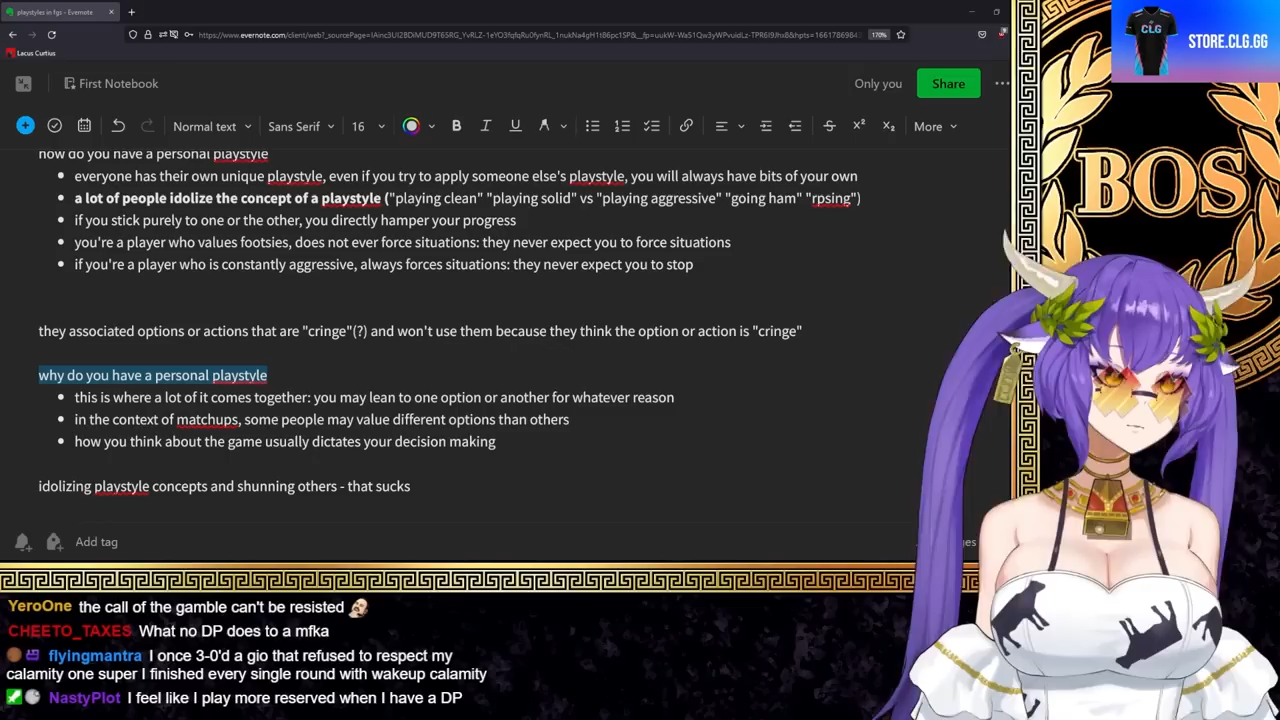 playstyles in fgs - Evernote
https://www.evernote.com/client/web?_sourcePage=
170%
Lacus Curtius
CLG
STORE.CLG.GG
First Notebook
Only you
Share
Normal text
Sans Serif
16
B
I
U
A
More
how do you have a personal playstyle
everyone has their own unique playstyle, even if you try to apply someone else's playstyle, you will always have bits of your own
a lot of people idolize the concept of a playstyle ("playing clean" "playing solid" vs "playing aggressive" "going ham" "rpsing")
if you stick purely to one or the other, you directly hamper your progress
you're a player who values footsies, does not ever force situations: they never expect you to force situations
if you're a player who is constantly aggressive, always forces situations: they never expect you to stop
they associated options or actions that are "cringe"(?) and won't use them because they think the option or action is "cringe"
why do you have a personal playstyle
this is where a lot of it comes together: you may lean to one option or another for whatever reason
in the context of matchups, some people may value different options than others
how you think about the game usually dictates your decision making
idolizing playstyle concepts and shunning others - that sucks
Add tag
BOS
YeroOne the call of the gamble can't be resisted
CHEETO_TAXES What no DP does to a mfka
flyingmantra I once 3-0'd a gio that refused to respect my
calamity one super I finished every single round with wakeup calamity
NastyPlot I feel like I play more reserved when I have a DP